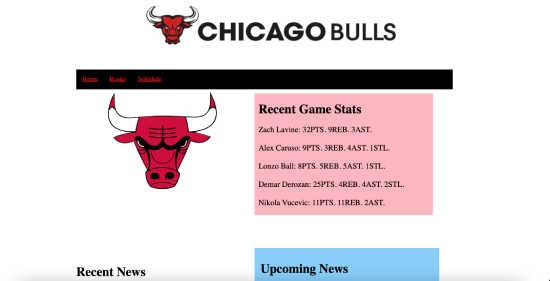 CHICAGO BULLS
Home Roster Schedule
Recent Game Stats
Zach Lavine: 32PTS. 9REB. 3AST.
Alex Caruso: 9PTS. 3REB. 4AST. 1STL.
Lonzo Ball: 8PTS. 5REB. 5AST. 1STL.
Demar Derozan: 25PTS. 4REB. 4AST. 2STL.
Nikola Vucevic: 11PTS. 11REB. 2AST.
Recent News
Upcoming News